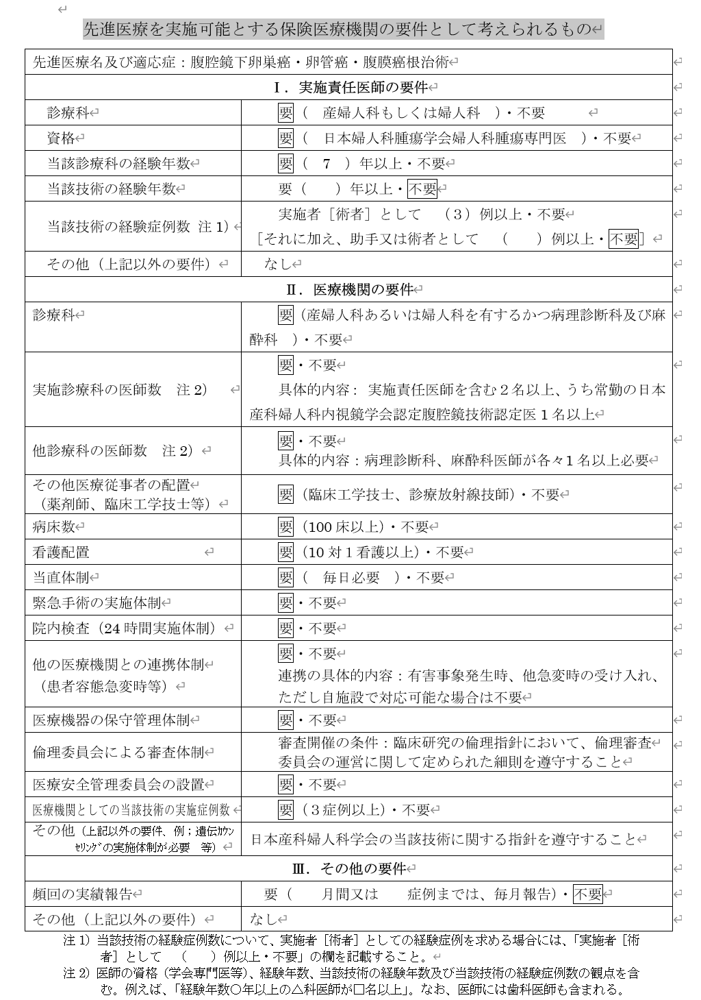 先進医療を実施可能とする保険医療機関の要件として考えられるもの
先進医療名及び適応症：腹腔鏡下卵巣癌・卵管癌・腹膜癌根治術
Ⅰ．実施責任医師の要件
診療科
要（　産婦人科もしくは婦人科　）・不要
資格
要（　日本婦人科腫瘍学会婦人科腫瘍専門医　）・不要
当該診療科の経験年数
要（　7　）年以上・不要
当該技術の経験年数
要（　　）年以上・不要
当該技術の経験症例数 注 1）
実施者［術者］として　（３）例以上・不要
［それに加え、助手又は術者として　（　　）例以上・不要］
その他（上記以外の要件）
なし
Ⅱ．医療機関の要件
診療科
要（産婦人科あるいは婦人科を有するかつ病理診断科及び麻
酔科　）・不要
実施診療科の医師数　注 2）
要・不要
具体的内容： 実施責任医師を含む２名以上、うち常勤の日本
産科婦人科内視鏡学会認定腹腔鏡技術認定医 1 名以上
他診療科の医師数　注 2）
要・不要
具体的内容：病理診断科、麻酔科医師が各々1 名以上必要
その他医療従事者の配置
（薬剤師、臨床工学技士等）
要（臨床工学技士、診療放射線技師）・不要
病床数
要（100 床以上）・不要
看護配置
要（10 対 1 看護以上）・不要
当直体制
要（　毎日必要　）・不要
緊急手術の実施体制
要・不要
院内検査（24 時間実施体制）
要・不要
他の医療機関との連携体制
（患者容態急変時等）
要・不要
連携の具体的内容：有害事象発生時、他急変時の受け入れ、
ただし自施設で対応可能な場合は不要
医療機器の保守管理体制
要・不要
倫理委員会による審査体制
審査開催の条件：臨床研究の倫理指針において、倫理審査
委員会の運営に関して定められた細則を遵守すること
医療安全管理委員会の設置
要・不要
医療機関としての当該技術の実施症例数
要（３症例以上）・不要
その他（上記以外の要件、例；遺伝ｶｳﾝ
ｾﾘﾝｸﾞの実施体制が必要　等）
日本産科婦人科学会の当該技術に関する指針を遵守すること
Ⅲ．その他の要件
頻回の実績報告
要（　　月間又は　　症例までは、毎月報告）・不要
その他（上記以外の要件）
なし
注 1）当該技術の経験症例数について、実施者［術者］としての経験症例を求める場合には、「実施者［術
者］として　（　　）例以上・不要」の欄を記載すること。
注 2）医師の資格（学会専門医等）、経験年数、当該技術の経験年数及び当該技術の経験症例数の観点を含
む。例えば、「経験年数○年以上の△科医師が□名以上」。なお、医師には歯科医師も含まれる。